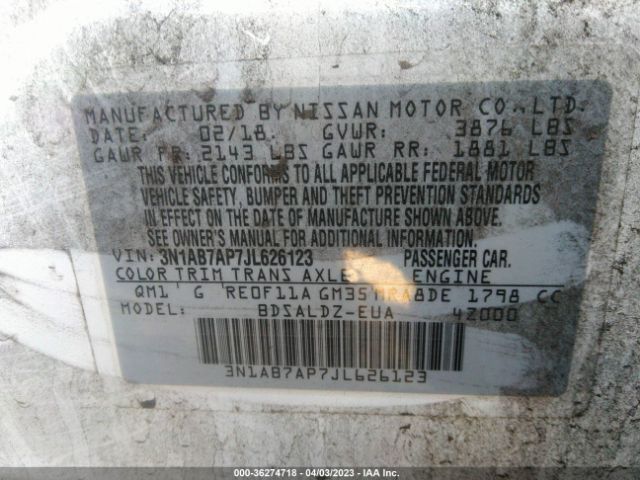 MANUFACTURED BY NISSAN MOTOR CO., LTD.
DATE: 02/18. GVWR: 3876 LBS
GAWR FR: 2143 LBS GAWR RR: 1881 LBS
THIS VEHICLE CONFORMS TO ALL APPLICABLE FEDERAL MOTOR
VEHICLE SAFETY, BUMPER AND THEFT PREVENTION STANDARDS
IN EFFECT ON THE DATE OF MANUFACTURE SHOWN ABOVE.
SEE OWNER'S MANUAL FOR ADDITIONAL INFORMATION.
VIN: 3N1AB7AP7JL626123 PASSENGER CAR.
COLOR TRIM TRANS AXLE ENGINE
QM1 G RE0F11A GM35 MRA8DE 1798 CC
MODEL: BDSALDZ-EUA 42000
3N1AB7AP7JL626123
000-36274718 - 04/03/2023 - IAA Inc.